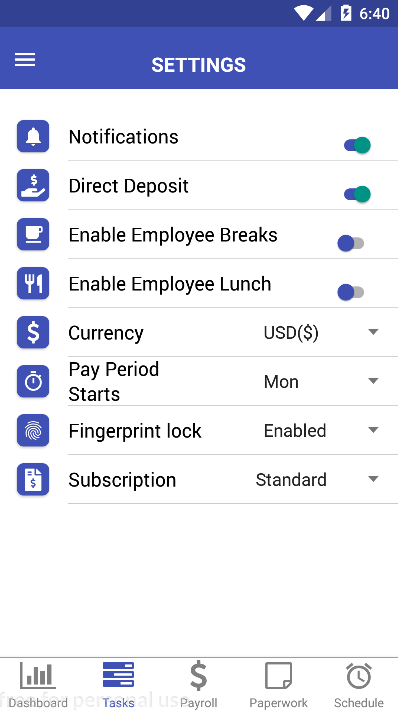 6:40
SETTINGS
Notifications
Direct Deposit
Enable Employee Breaks
Enable Employee Lunch
Currency USD($)
Pay Period
Starts Mon
Fingerprint lock Enabled
Subscription Standard
free for personal use
Dashboard Tasks Payroll Paperwork Schedule